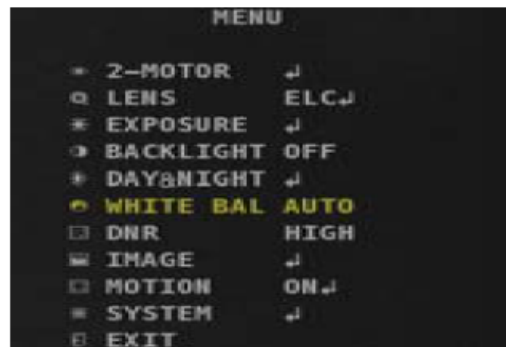 MENU
2-MOTOR ↲
LENS ELC↲
EXPOSURE ↲
BACKLIGHT OFF
DAY&NIGHT ↲
WHITE BAL AUTO
DNR HIGH
IMAGE ↲
MOTION ON↲
SYSTEM ↲
EXIT